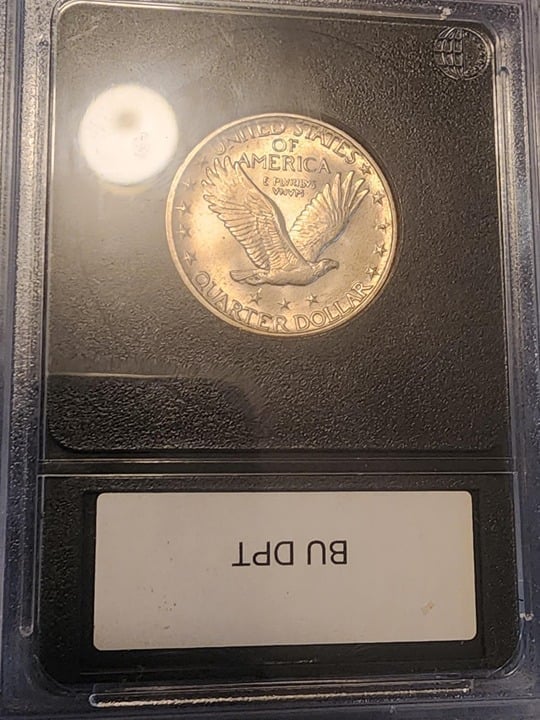 UNITED STATES
OF
AMERICA
E PLURIBUS
UNUM
QUARTER DOLLAR
BU DPT